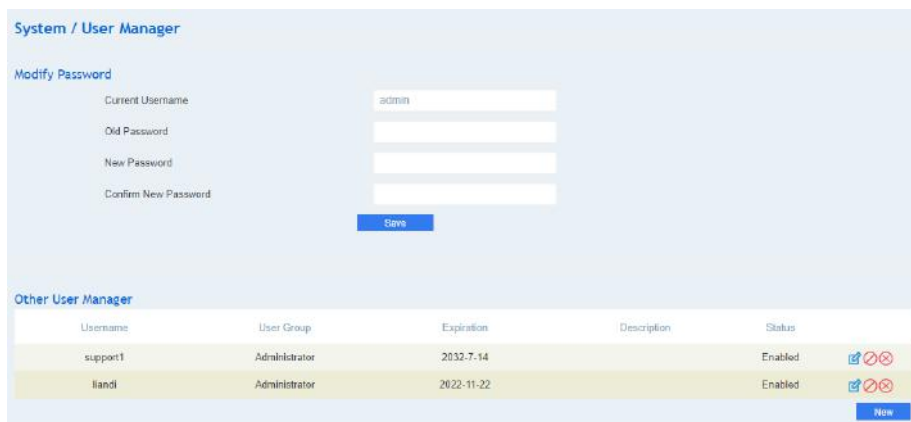 System / User Manager
Modify Password
Current Username admin
Old Password
New Password
Confirm New Password
Save
Other User Manager
Username User Group Expiration Description Status
support1 Administrator 2032-7-14 Enabled
liandi Administrator 2022-11-22 Enabled
New